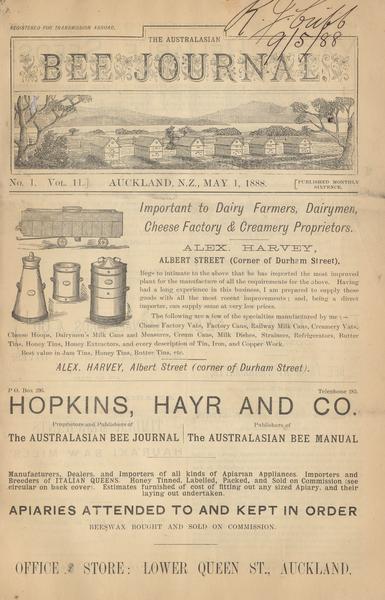 REGISTERED FOR TRANSMISSION ABROAD.
9/5/88
THE AUSTRALASIAN
BEE JOURNAL
No. 1. Vol. 11.] AUCKLAND, N.Z., MAY 1, 1888. [PUBLISHED MONTHLY
SIXPENCE.
Important to Dairy Farmers, Dairymen,
Cheese Factory & Creamery Proprietors.
ALEX. HARVEY,
ALBERT STREET (Corner of Durham Street),
Begs to intimate to the above that he has imported the most improved
plant for the manufacture of all the requirements for the above. Having
had a long experience in this business, I am prepared to supply these
goods with all the most recent improvements; and, being a direct
importer, can supply same at very low prices.
The following are a few of the specialties manufactured by me :—
Cheese Factory Vats, Factory Cans, Railway Milk Cans, Creamery Vats,
Cheese Hoops, Dairymen's Milk Cans and Measures, Cream Cans, Milk Dishes, Strainers, Refrigerators, Butter
Tins, Honey Tins, Honey Extractors, and every description of Tin, Iron, and Copper Work.
Best value in Jam Tins, Honey Tins, Butter Tins, etc.
ALEX. HARVEY, Albert Street (corner of Durham Street).
P.O. Box 296. Telephone 285.
HOPKINS, HAYR AND CO.
Proprietors and Publishers of
The AUSTRALASIAN BEE JOURNAL
Publishers of
The AUSTRALASIAN BEE MANUAL
Manufacturers, Dealers, and Importers of all kinds of Apiarian Appliances. Importers and
Breeders of ITALIAN QUEENS. Honey Tinned, Labelled, Packed, and Sold on Commission (see
circular on back cover). Estimates furnished of cost of fitting out any sized Apiary, and their
laying out undertaken.
APIARIES ATTENDED TO AND KEPT IN ORDER
BEESWAX BOUGHT AND SOLD ON COMMISSION.
OFFICE & STORE: LOWER QUEEN ST., AUCKLAND.